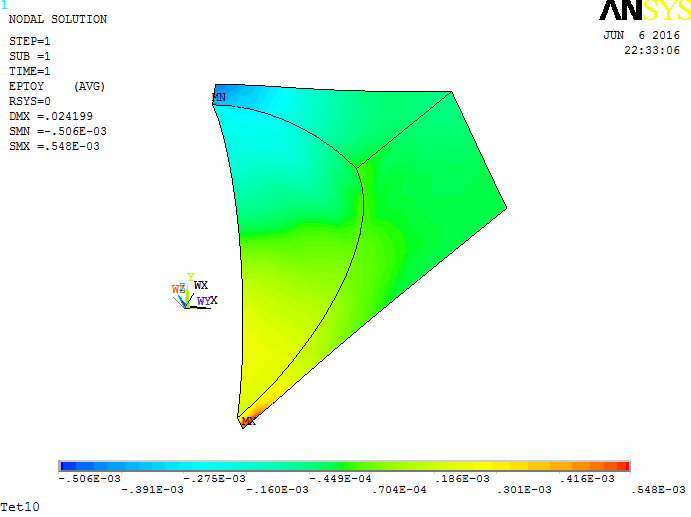 1
ANSYS
NODAL SOLUTION
JUN 6 2016
22:33:06
STEP=1
SUB =1
TIME=1
EPTOY (AVG)
RSYS=0
DMX =.024199
SMN =-.506E-03
SMX =.548E-03
MN
Y
WZ WX
WY X
MX
-.506E-03 -.275E-03 -.449E-04 .186E-03 .416E-03
-.391E-03 -.160E-03 .704E-04 .301E-03 .548E-03
Tet10